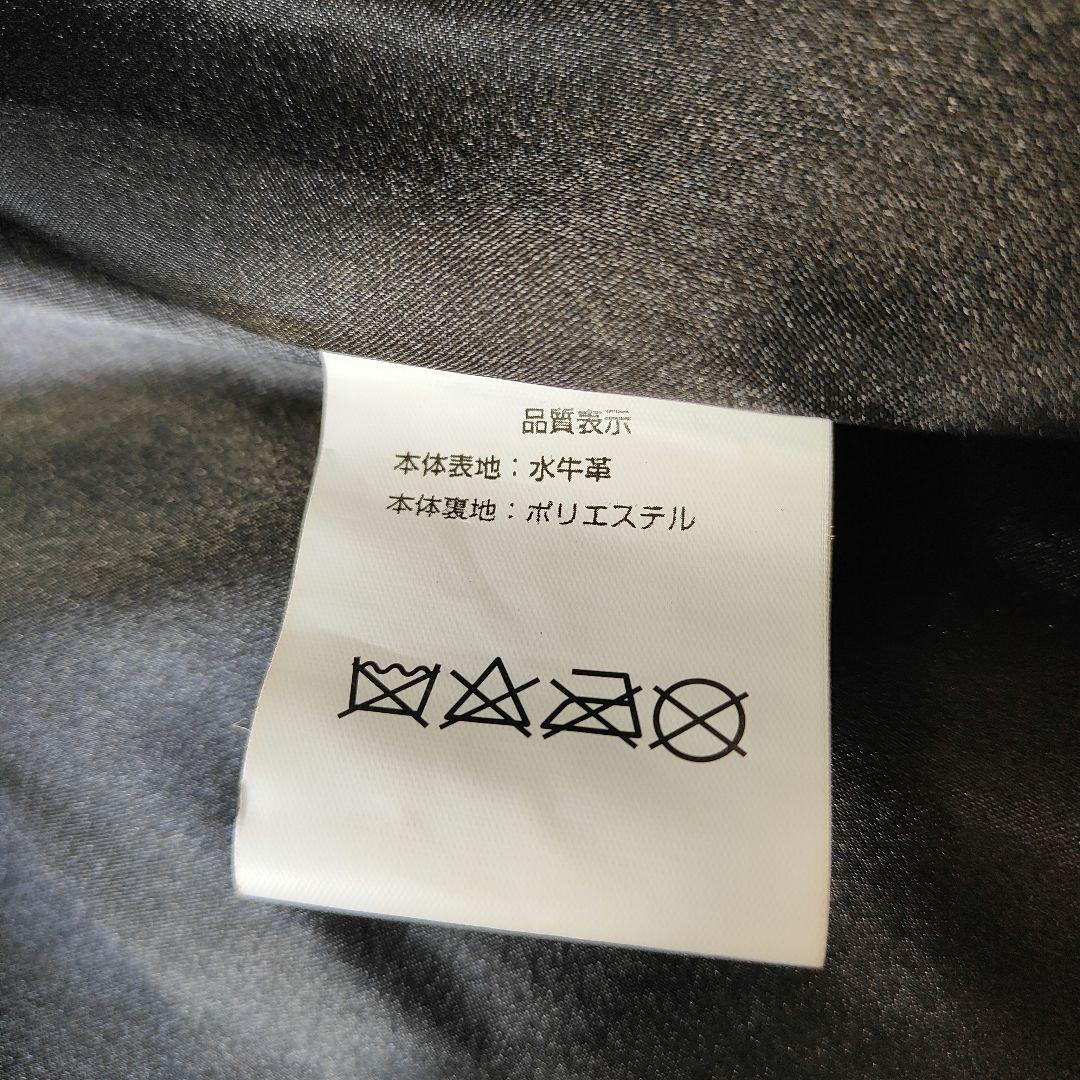 品質表示
本体表地：水牛革
本体裏地：ポリエステル